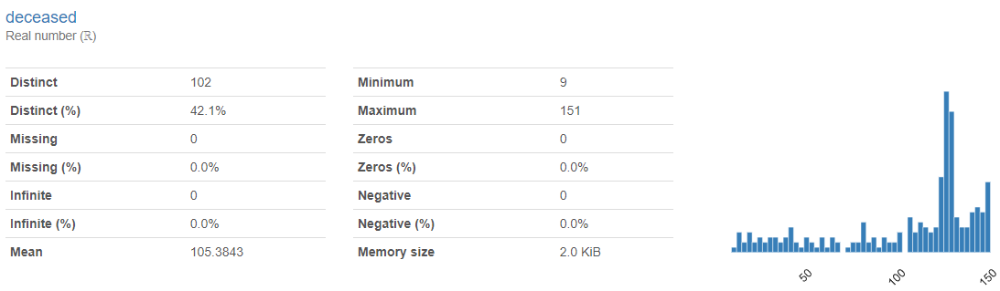 deceased
Real number (ℝ)
Distinct 102
Distinct (%) 42.1%
Missing 0
Missing (%) 0.0%
Infinite 0
Infinite (%) 0.0%
Mean 105.3843
Minimum 9
Maximum 151
Zeros 0
Zeros (%) 0.0%
Negative 0
Negative (%) 0.0%
Memory size 2.0 KiB
50 100 150